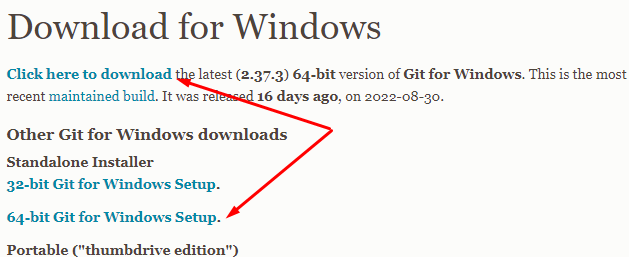 Download for Windows
Click here to download the latest (2.37.3) 64-bit version of Git for Windows. This is the most
recent maintained build. It was released 16 days ago, on 2022-08-30.
Other Git for Windows downloads
Standalone Installer
32-bit Git for Windows Setup.
64-bit Git for Windows Setup.
Portable ("thumbdrive edition")